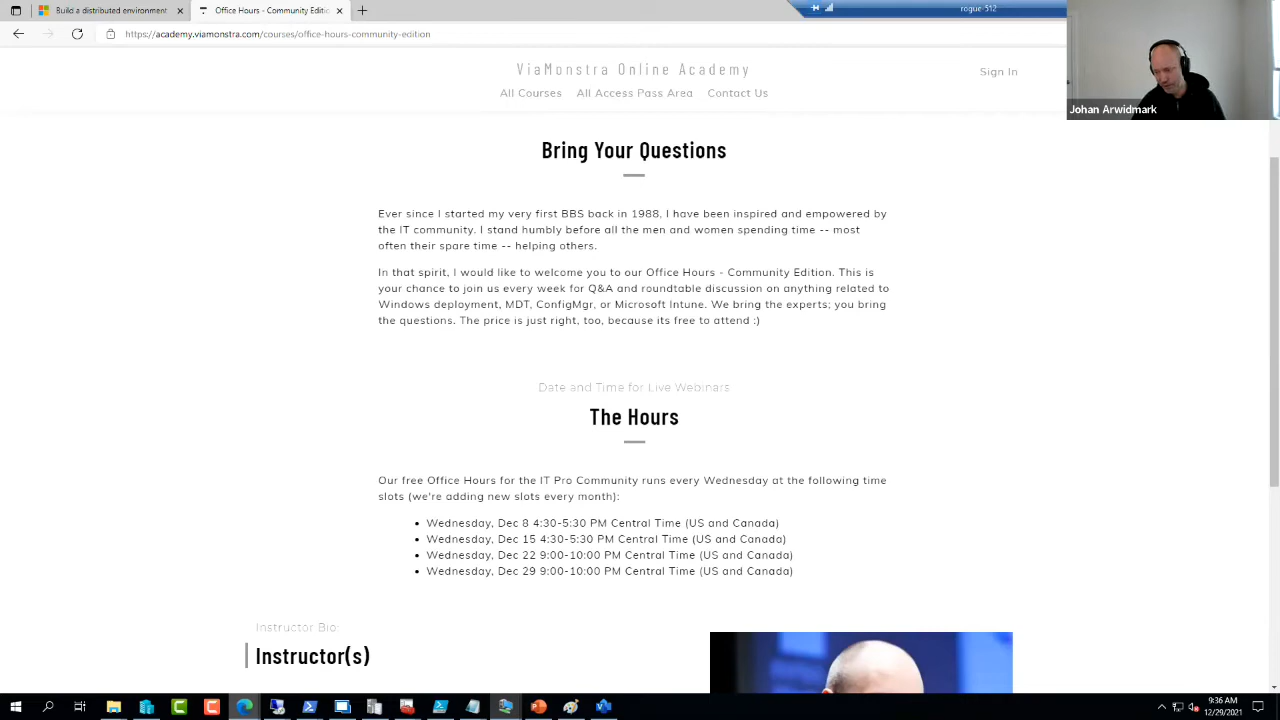 Build a distributed environment
Office Hours - Community Editi
rogue-512
https://academy.viamonstra.com/courses/office-hours-community-edition
ViaMonstra Online Academy
Sign In
All Courses All Access Pass Area Contact Us
Johan Arwidmark
Bring Your Questions
Ever since I started my very first BBS back in 1988, I have been inspired and empowered by
the IT community. I stand humbly before all the men and women spending time -- most
often their spare time -- helping others.
In that spirit, I would like to welcome you to our Office Hours - Community Edition. This is
your chance to join us every week for Q&A and roundtable discussion on anything related to
Windows deployment, MDT, ConfigMgr, or Microsoft Intune. We bring the experts; you bring
the questions. The price is just right, too, because its free to attend :)
Date and Time for Live Webinars
The Hours
Our free Office Hours for the IT Pro Community runs every Wednesday at the following time
slots (we're adding new slots every month):
• Wednesday, Dec 8 4:30-5:30 PM Central Time (US and Canada)
• Wednesday, Dec 15 4:30-5:30 PM Central Time (US and Canada)
• Wednesday, Dec 22 9:00-10:00 PM Central Time (US and Canada)
• Wednesday, Dec 29 9:00-10:00 PM Central Time (US and Canada)
Instructor Bio:
Instructor(s)
9:36 AM
12/29/2021